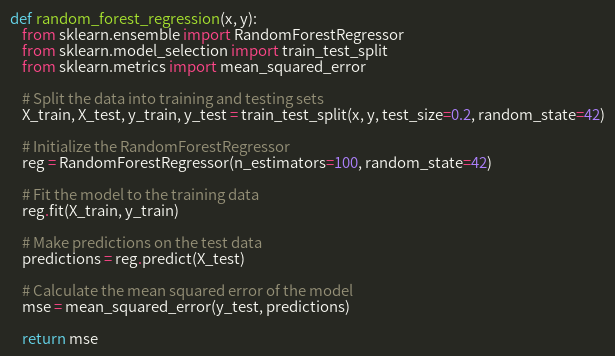 def random_forest_regression(x, y):
    from sklearn.ensemble import RandomForestRegressor
    from sklearn.model_selection import train_test_split
    from sklearn.metrics import mean_squared_error

    # Split the data into training and testing sets
    X_train, X_test, y_train, y_test = train_test_split(x, y, test_size=0.2, random_state=42)

    # Initialize the RandomForestRegressor
    reg = RandomForestRegressor(n_estimators=100, random_state=42)

    # Fit the model to the training data
    reg.fit(X_train, y_train)

    # Make predictions on the test data
    predictions = reg.predict(X_test)

    # Calculate the mean squared error of the model
    mse = mean_squared_error(y_test, predictions)

    return mse